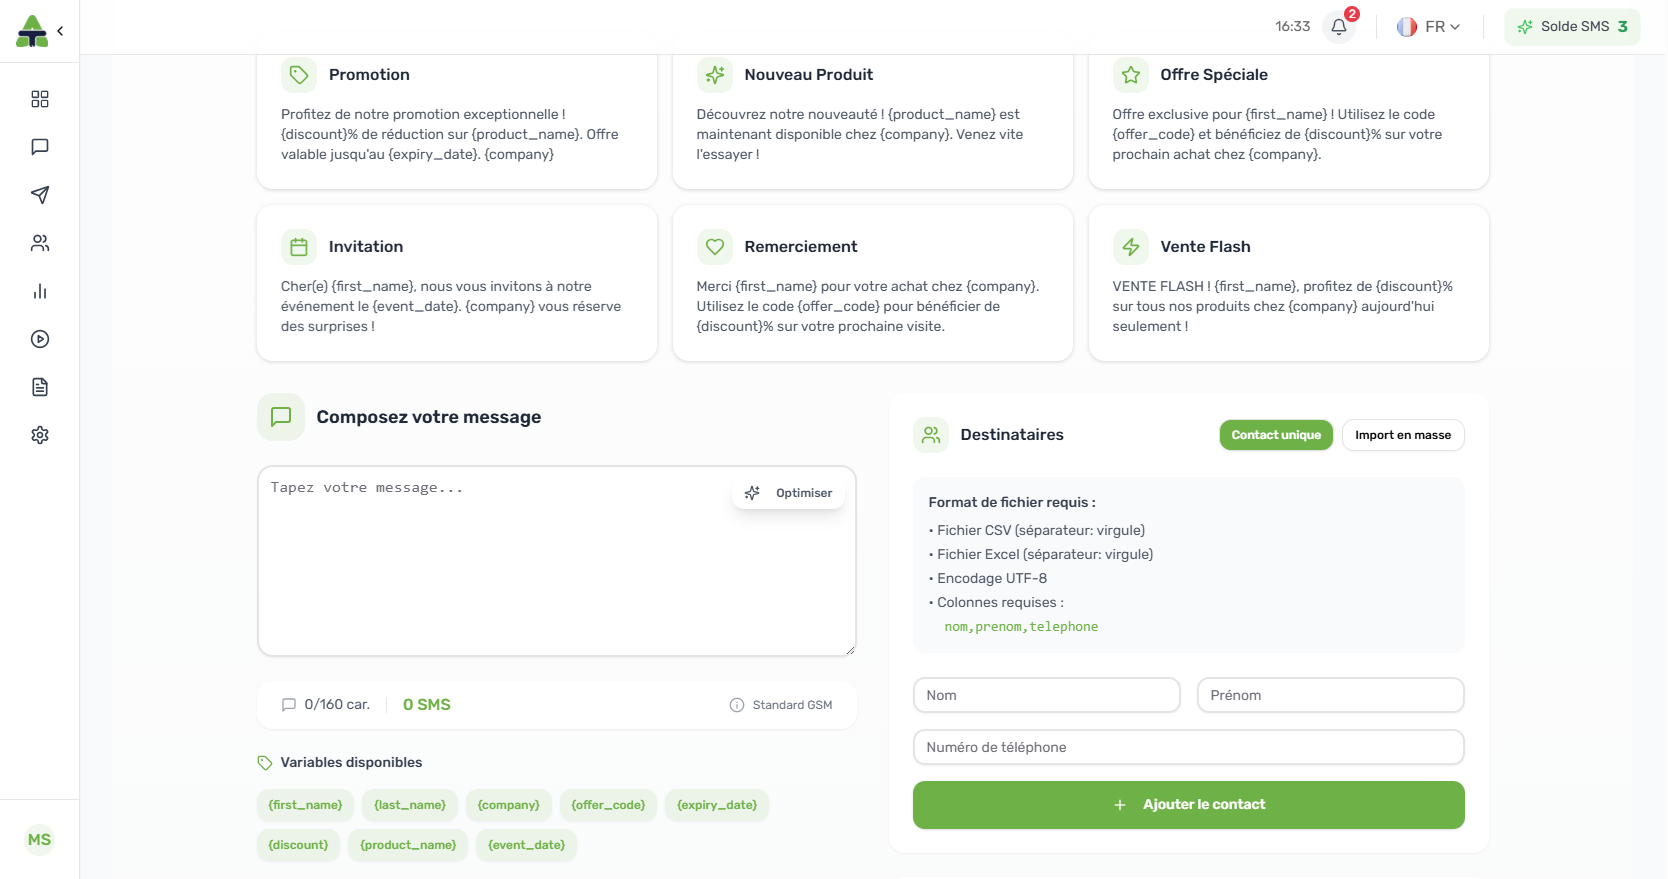 16:33
2
FR
Solde SMS 3
Promotion
Profitez de notre promotion exceptionnelle !
{discount}% de réduction sur {product_name}. Offre
valable jusqu'au {expiry_date}. {company}
Nouveau Produit
Découvrez notre nouveauté ! {product_name} est
maintenant disponible chez {company}. Venez vite
l'essayer !
Offre Spéciale
Offre exclusive pour {first_name} ! Utilisez le code
{offer_code} et bénéficiez de {discount}% sur votre
prochain achat chez {company}.
Invitation
Cher(e) {first_name}, nous vous invitons à notre
événement le {event_date}. {company} vous réserve
des surprises !
Remerciement
Merci {first_name} pour votre achat chez {company}.
Utilisez le code {offer_code} pour bénéficier de
{discount}% sur votre prochaine visite.
Vente Flash
VENTE FLASH ! {first_name}, profitez de {discount}%
sur tous nos produits chez {company} aujourd'hui
seulement !
Composez votre message
Tapez votre message...
Optimiser
0/160 car.
0 SMS
Standard GSM
Variables disponibles
{first_name} {last_name} {company} {offer_code} {expiry_date}
{discount} {product_name} {event_date}
Destinataires
Contact unique
Import en masse
Format de fichier requis :
• Fichier CSV (séparateur: virgule)
• Fichier Excel (séparateur: virgule)
• Encodage UTF-8
• Colonnes requises :
nom,prenom,telephone
Nom
Prénom
Numéro de téléphone
+ Ajouter le contact
MS